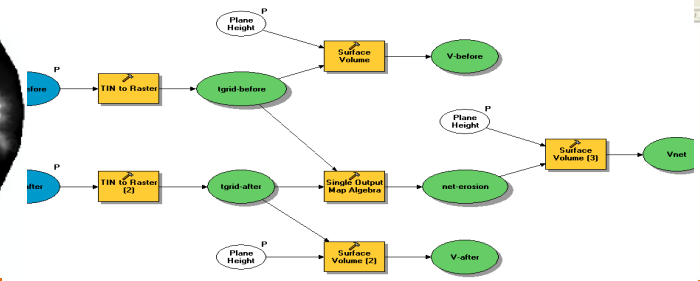 Plane
Height
P
Surface
Volume
V-before
P
efore
TIN to Raster
tgrid-before
Plane
Height
P
Surface
Volume (3)
Vnet
P
after
TIN to Raster
(2)
tgrid-after
Single Output
Map Algebra
net-erosion
Plane
Height
P
Surface
Volume (2)
V-after